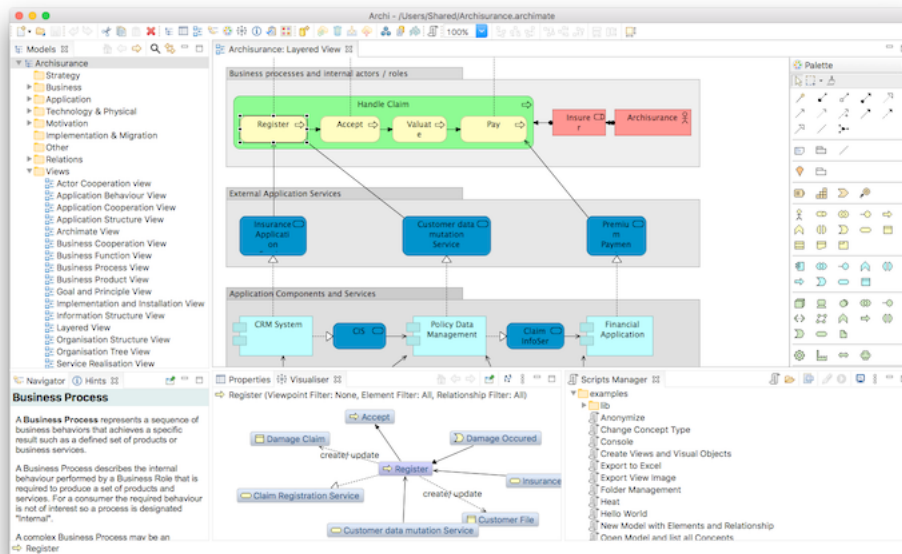 Archi - /Users/Shared/Archisurance.archimate
100%
Models
Archisurance: Layered View
Archisurance
Strategy
Business
Application
Technology & Physical
Motivation
Implementation & Migration
Other
Relations
Views
Actor Cooperation view
Application Behaviour View
Application Cooperation View
Application Structure View
Archimate View
Business Cooperation View
Business Function View
Business Process View
Business Product View
Goal and Principle View
Implementation and Installation View
Information Structure View
Layered View
Organisation Structure View
Organisation Tree View
Service Realisation View
Business processes and internal actors / roles
Handle Claim
Register
Accept
Valuat
e
Pay
Insure
r
Archisurance
External Application Services
Insurance
Applicati
on
Customer data
mutation
Service
Premiu
m
Paymen
Application Components and Services
CRM System
CIS
Policy Data
Management
Claim
InfoSer
Financial
Application
Palette
Navigator
Hints
Business Process
A Business Process represents a sequence of
business behaviors that achieves a specific
result such as a defined set of products or
business services.
A Business Process describes the internal
behaviour performed by a Business Role that is
required to produce a set of products and
services. For a consumer the required behaviour
is not of interest so a process is designated
"Internal".
A complex Business Process may be an
Register
Properties
Visualiser
Register (Viewpoint Filter: None, Element Filter: All, Relationship Filter: All)
Accept
Damage Claim
Damage Occured
create/ update
Register
Insurance
Claim Registration Service
create/ update
Customer File
Customer data mutation Service
Scripts Manager
examples
lib
Anonymize
Change Concept Type
Console
Create Views and Visual Objects
Export to Excel
Export View Image
Folder Management
Heat
Hello World
New Model with Elements and Relationship
Open Model and list all Concepts